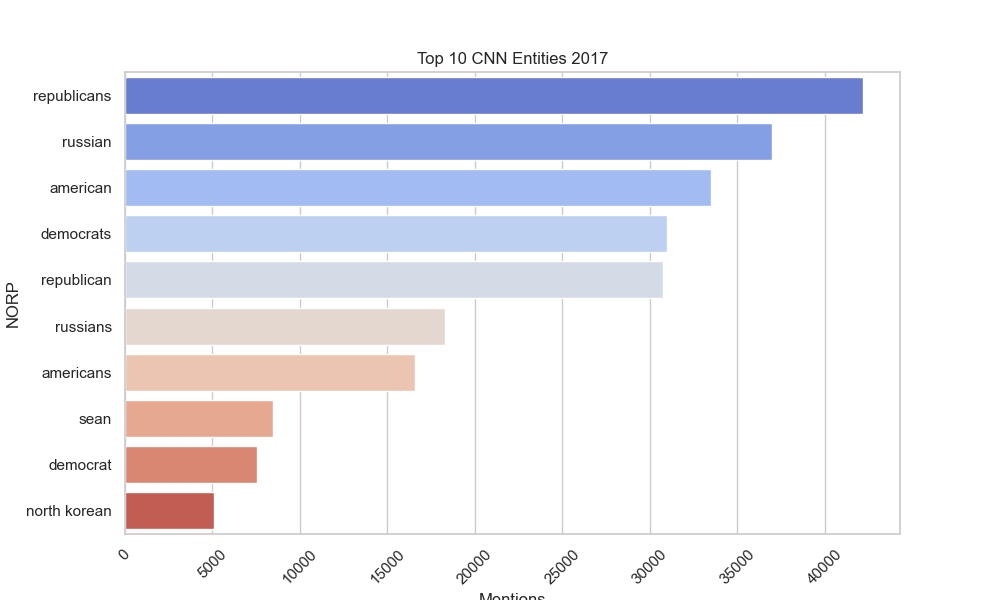 Top 10 CNN Entities 2017
republicans
russian
american
democrats
republican
russians
americans
sean
democrat
north korean
NORP
0
5000
10000
15000
20000
25000
30000
35000
40000
Mentions